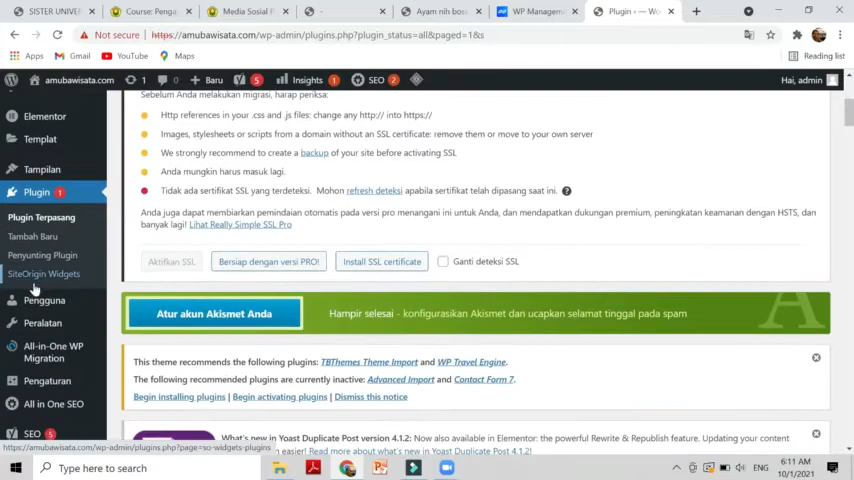 SISTER UNIVER
Course: Penga
Media Sosial
Ayam nih bos
WP Managem
Plugin ‹ — Wo
Not secure
https://amubawisata.com/wp-admin/plugins.php?plugin_status=all&paged=1&s
Apps
Gmail
YouTube
Maps
Reading list
amubawisata.com
1
0
Baru
5
Insights
1
SEO
2
Hai, admin
Elementor
Templat
Tampilan
Plugin 1
Plugin Terpasang
Tambah Baru
Penyunting Plugin
SiteOrigin Widgets
Pengguna
Peralatan
All-in-One WP
Migration
Pengaturan
All in One SEO
SEO 5
Sebelum Anda melakukan migrasi, harap periksa:
Http references in your .css and .js files: change any http:// into https://
Images, stylesheets or scripts from a domain without an SSL certificate: remove them or move to your own server
We strongly recommend to create a backup of your site before activating SSL
Anda mungkin harus masuk lagi.
Tidak ada sertifikat SSL yang terdeteksi. Mohon refresh deteksi apabila sertifikat telah dipasang saat ini.
Anda juga dapat membiarkan pemindaian otomatis pada versi pro menangani ini untuk Anda, dan mendapatkan dukungan premium, peningkatan keamanan dengan HSTS, dan
banyak lagi! Lihat Really Simple SSL Pro
Aktifkan SSL
Bersiap dengan versi PRO!
Install SSL certificate
Ganti deteksi SSL
Atur akun Akismet Anda
Hampir selesai - konfigurasikan Akismet dan ucapkan selamat tinggal pada spam
A
This theme recommends the following plugins: TBThemes Theme Import and WP Travel Engine.
The following recommended plugins are currently inactive: Advanced Import and Contact Form 7.
Begin installing plugins | Begin activating plugins | Dismiss this notice
What's new in Yoast Duplicate Post version 4.1.2: Now also available in Elementor: the powerful Rewrite & Republish feature. Updating your content
easier! Read more about what's new in Yoast Duplicate Post 4.1.2!
https://amubawisata.com/wp-admin/plugins.php?page=so-widgets-plugins
Type here to search
ENG
6:11 AM
10/1/2021